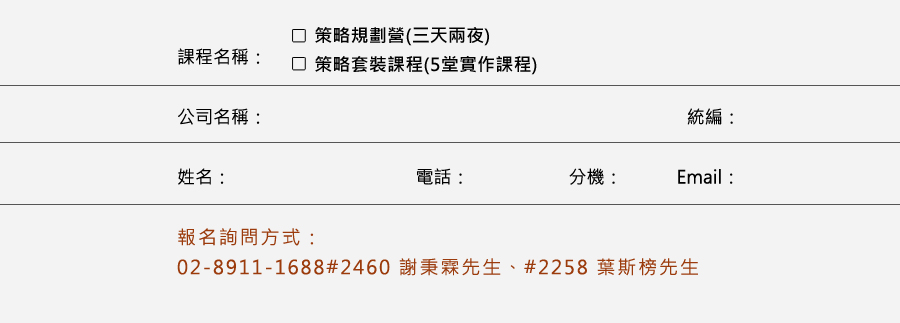 課程名稱：
□ 策略規劃營(三天兩夜)
□ 策略套裝課程(5堂實作課程)
公司名稱： 統編：
姓名： 電話： 分機： Email：
報名詢問方式：
02-8911-1688#2460 謝秉霖先生、#2258 葉斯榜先生